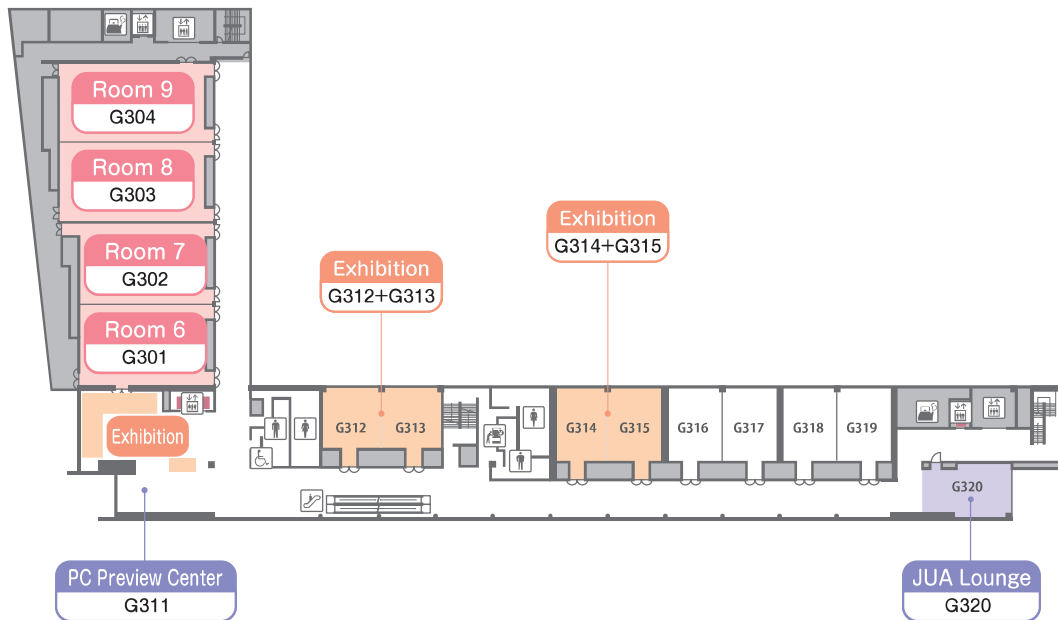 Room 9
G304
Room 8
G303
Room 7
G302
Room 6
G301
Exhibition
G314+G315
Exhibition
G312+G313
Exhibition
G312
G313
G314
G315
G316
G317
G318
G319
G320
PC Preview Center
G311
JUA Lounge
G320